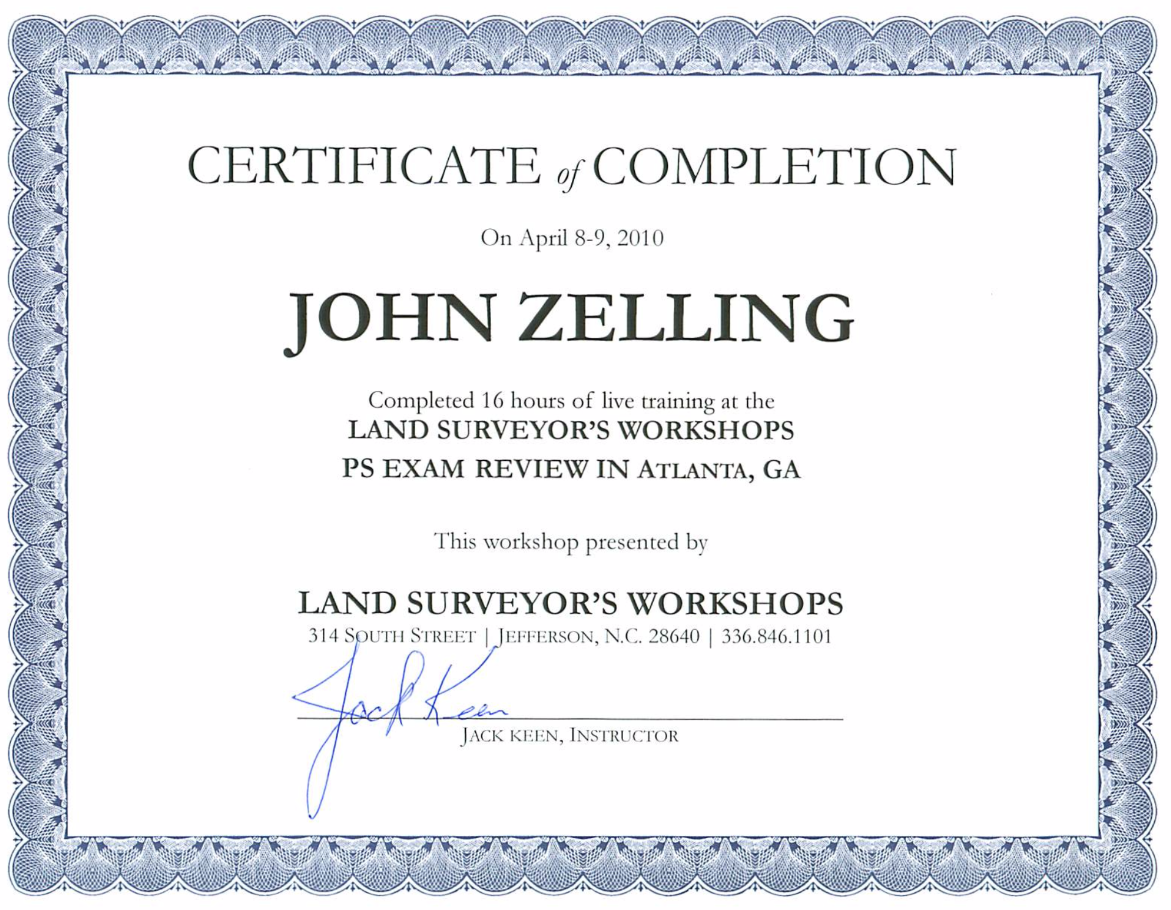 CERTIFICATE of COMPLETION
On April 8-9, 2010
JOHN ZELLING
Completed 16 hours of live training at the
LAND SURVEYOR'S WORKSHOPS
PS EXAM REVIEW IN ATLANTA, GA
This workshop presented by
LAND SURVEYOR'S WORKSHOPS
314 SOUTH STREET | JEFFERSON, N.C. 28640 | 336.846.1101
Jack Keen
JACK KEEN, INSTRUCTOR